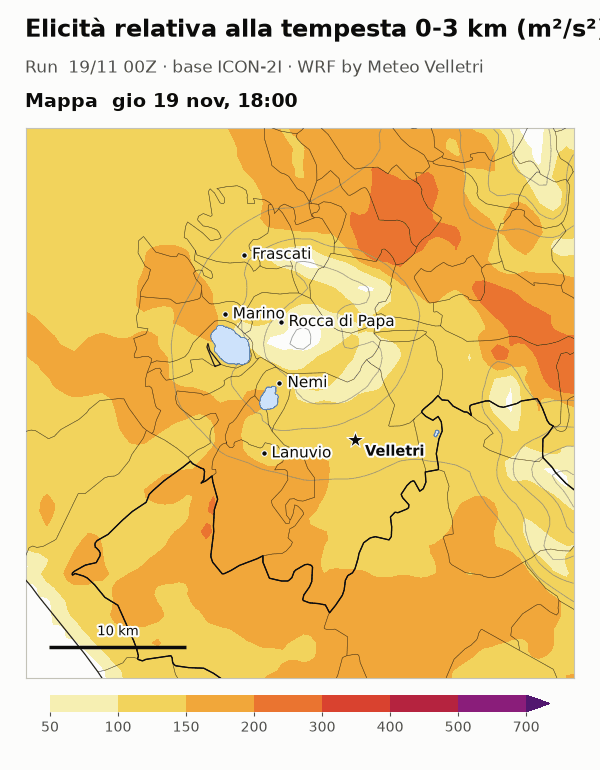 Elicità relativa alla tempesta 0-3 km (m²/s²)
Run  19/11 00Z · base ICON-2I · WRF by Meteo Velletri
Mappa  gio 19 nov, 18:00
Frascati
Marino
Rocca di Papa
Nemi
Velletri
Lanuvio
10 km
50 100 150 200 300 400 500 700